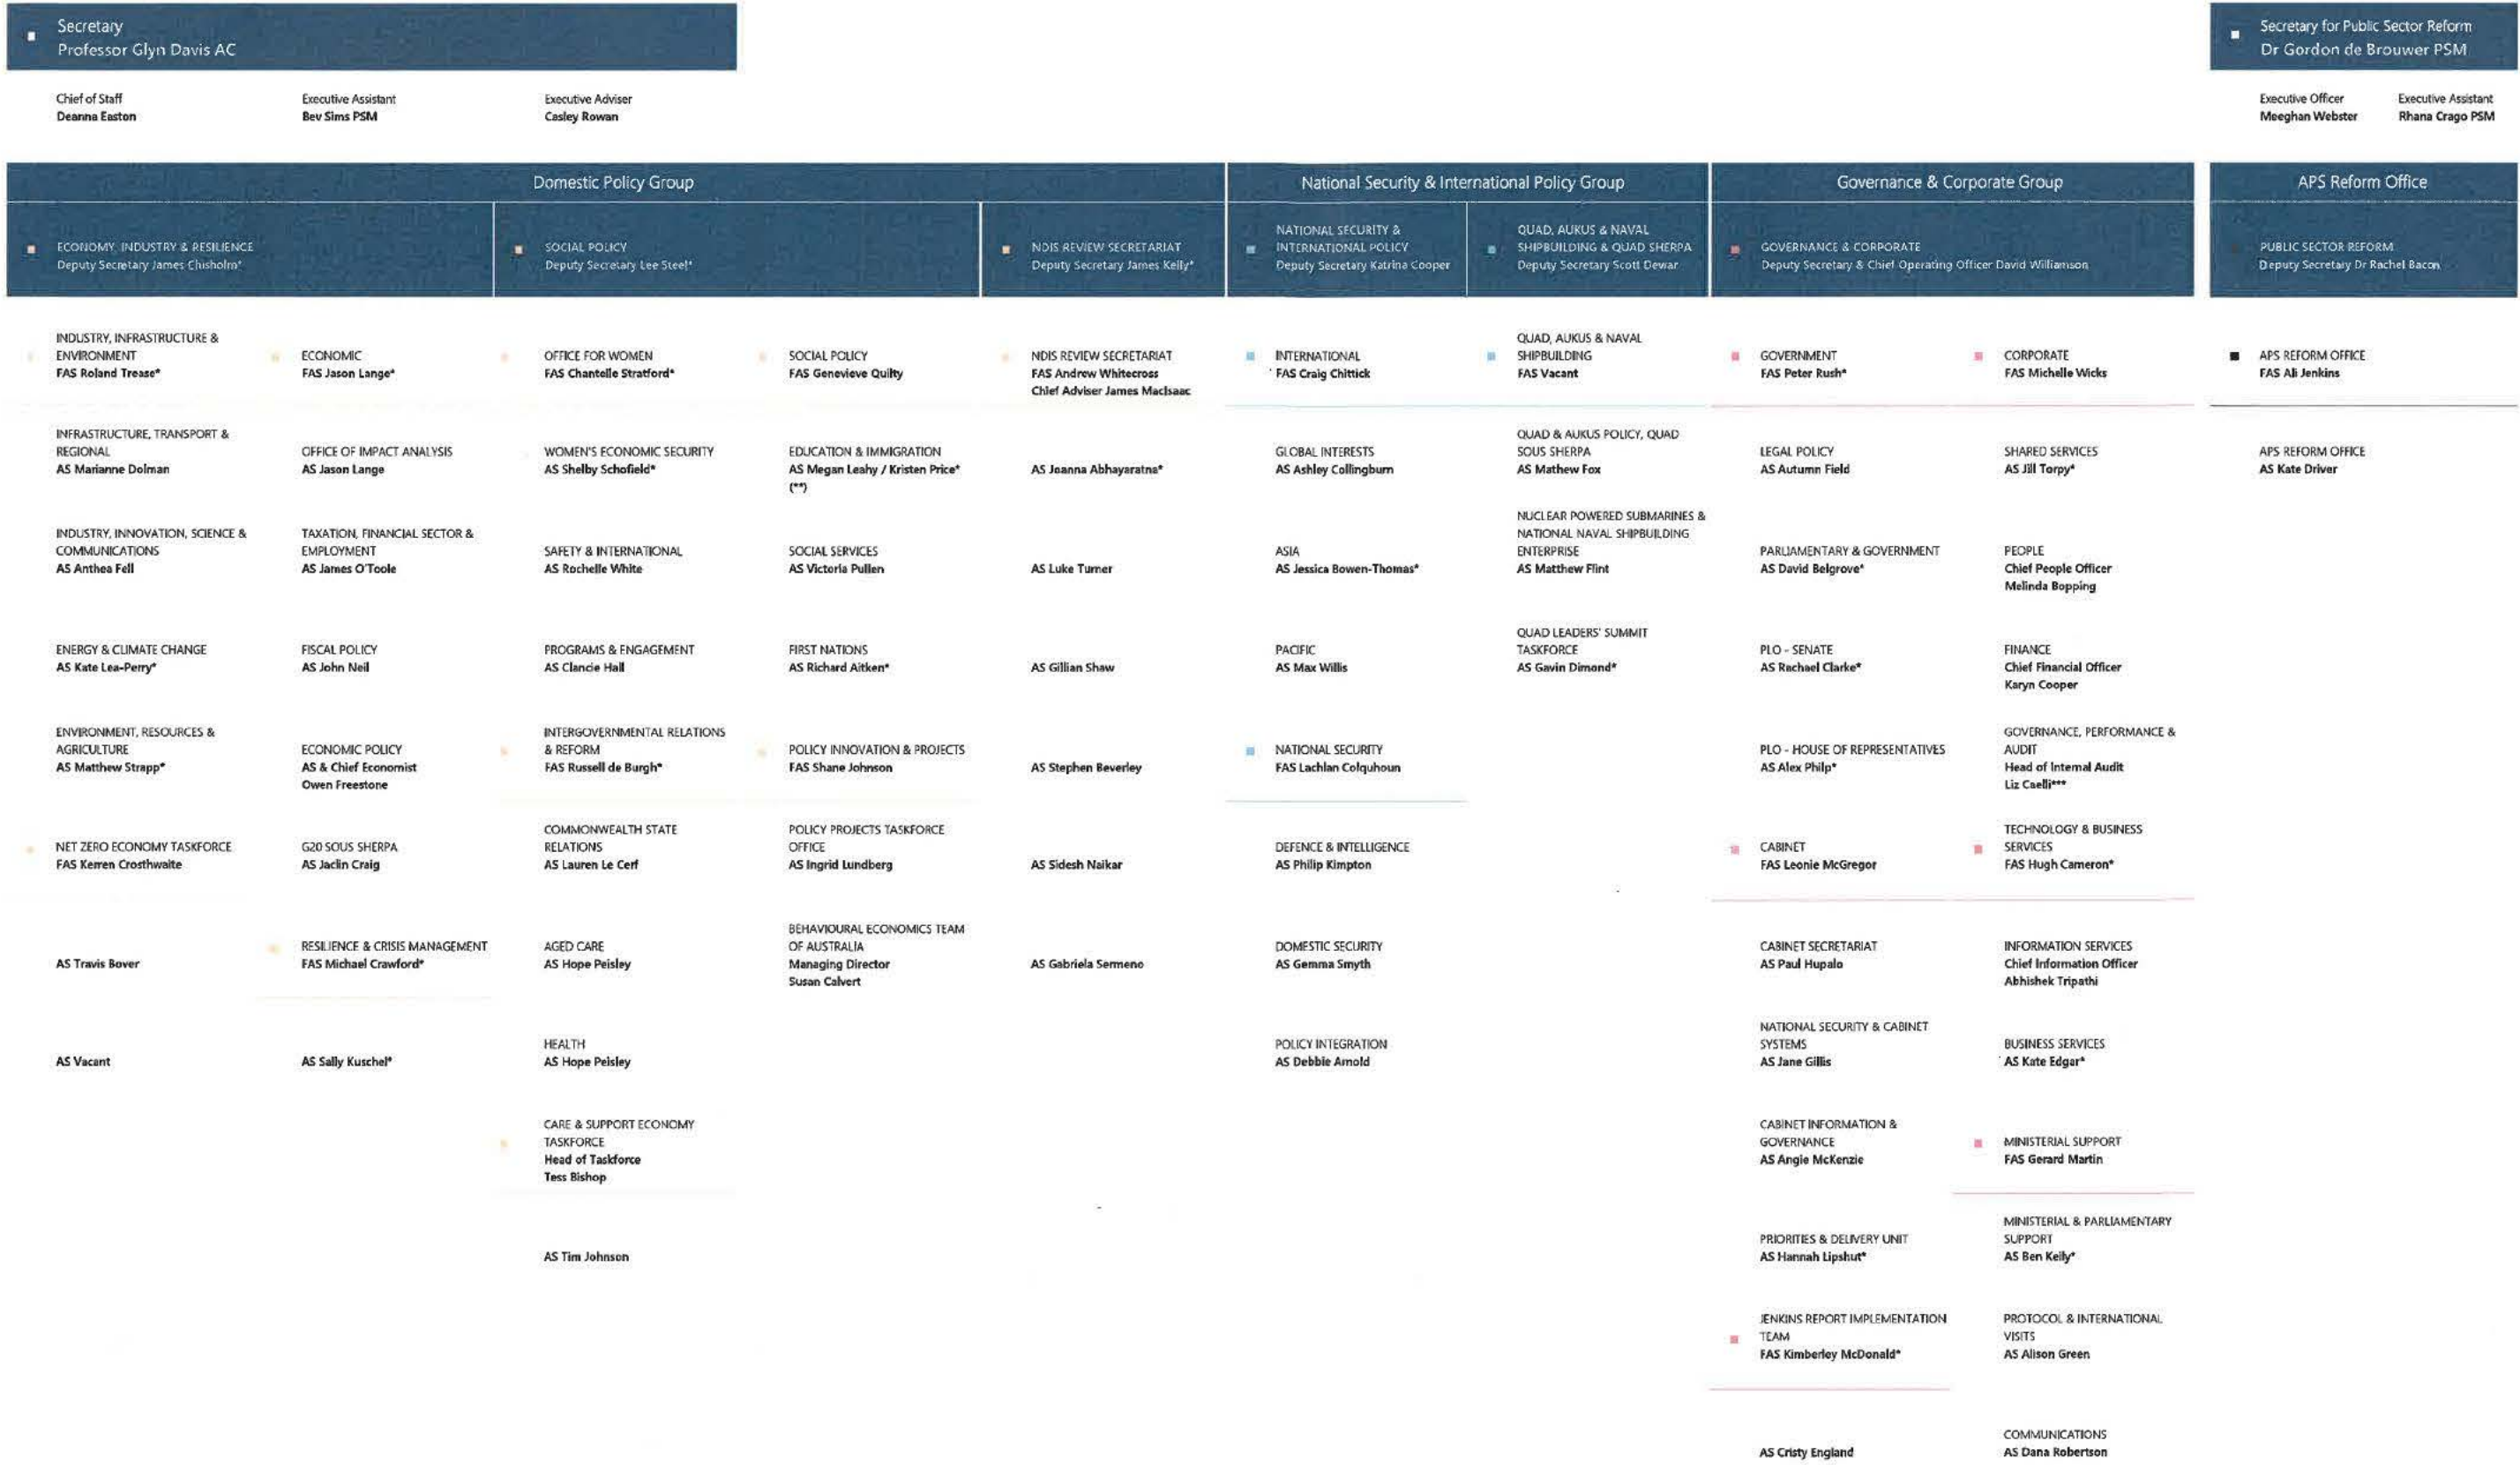 Secretary
Professor Glyn Davis AC
Secretary for Public Sector Reform
Dr Gordon de Brouwer PSM
Chief of Staff
Deanna Easton
Executive Assistant
Bev Sims PSM
Executive Adviser
Casley Rowan
Executive Officer
Meeghan Webster
Executive Assistant
Rhana Crago PSM
Domestic Policy Group
ECONOMY, INDUSTRY & RESILIENCE
Deputy Secretary James Chisholm*
SOCIAL POLICY
Deputy Secretary Lee Steel*
NDIS REVIEW SECRETARIAT
Deputy Secretary James Kelly*
National Security & International Policy Group
NATIONAL SECURITY &
INTERNATIONAL POLICY
Deputy Secretary Katrina Cooper
QUAD, AUKUS & NAVAL
SHIPBUILDING & QUAD SHERPA
Deputy Secretary Scott Dewar
Governance & Corporate Group
GOVERNANCE & CORPORATE
Deputy Secretary & Chief Operating Officer David Williamson
APS Reform Office
PUBLIC SECTOR REFORM
Deputy Secretary Dr Rachel Bacon
INDUSTRY, INFRASTRUCTURE &
ENVIRONMENT
FAS Roland Trease*
INFRASTRUCTURE, TRANSPORT &
REGIONAL
AS Marianne Dolman
INDUSTRY, INNOVATION, SCIENCE &
COMMUNICATIONS
AS Anthea Fell
ENERGY & CLIMATE CHANGE
AS Kate Lea-Perry*
ENVIRONMENT, RESOURCES &
AGRICULTURE
AS Matthew Strapp*
NET ZERO ECONOMY TASKFORCE
FAS Kerren Crosthwaite
AS Travis Bover
AS Vacant
ECONOMIC
FAS Jason Lange*
OFFICE OF IMPACT ANALYSIS
AS Jason Lange
TAXATION, FINANCIAL SECTOR &
EMPLOYMENT
AS James O'Toole
FISCAL POLICY
AS John Neil
ECONOMIC POLICY
AS & Chief Economist
Owen Freestone
G20 SOUS SHERPA
AS Jaclin Craig
RESILIENCE & CRISIS MANAGEMENT
FAS Michael Crawford*
AS Sally Kuschel*
OFFICE FOR WOMEN
FAS Chantelle Stratford*
WOMEN'S ECONOMIC SECURITY
AS Shelby Schofield*
SAFETY & INTERNATIONAL
AS Rochelle White
PROGRAMS & ENGAGEMENT
AS Clancie Hall
INTERGOVERNMENTAL RELATIONS
& REFORM
FAS Russell de Burgh*
COMMONWEALTH STATE
RELATIONS
AS Lauren Le Cerf
AGED CARE
AS Hope Peisley
HEALTH
AS Hope Peisley
CARE & SUPPORT ECONOMY
TASKFORCE
Head of Taskforce
Tess Bishop
AS Tim Johnson
SOCIAL POLICY
FAS Genevieve Quilty
EDUCATION & IMMIGRATION
AS Megan Leahy / Kristen Price*
(**)
SOCIAL SERVICES
AS Victoria Pullen
FIRST NATIONS
AS Richard Aitken*
POLICY INNOVATION & PROJECTS
FAS Shane Johnson
POLICY PROJECTS TASKFORCE
OFFICE
AS Ingrid Lundberg
BEHAVIOURAL ECONOMICS TEAM
OF AUSTRALIA
Managing Director
Susan Calvert
NDIS REVIEW SECRETARIAT
FAS Andrew Whitecross
Chief Adviser James MacIsaac
AS Joanna Abhayaratna*
AS Luke Turner
AS Gillian Shaw
AS Stephen Beverley
AS Sidesh Naikar
AS Gabriela Sermeno
INTERNATIONAL
FAS Craig Chittick
GLOBAL INTERESTS
AS Ashley Collingburn
ASIA
AS Jessica Bowen-Thomas*
PACIFIC
AS Max Willis
NATIONAL SECURITY
FAS Lachlan Colquhoun
DEFENCE & INTELLIGENCE
AS Philip Kimpton
DOMESTIC SECURITY
AS Gemma Smyth
POLICY INTEGRATION
AS Debbie Arnold
QUAD, AUKUS & NAVAL
SHIPBUILDING
FAS Vacant
QUAD & AUKUS POLICY, QUAD
SOUS SHERPA
AS Mathew Fox
NUCLEAR POWERED SUBMARINES &
NATIONAL NAVAL SHIPBUILDING
ENTERPRISE
AS Matthew Flint
QUAD LEADERS' SUMMIT
TASKFORCE
AS Gavin Dimond*
GOVERNMENT
FAS Peter Rush*
LEGAL POLICY
AS Autumn Field
PARLIAMENTARY & GOVERNMENT
AS David Belgrove*
PLO - SENATE
AS Rachael Clarke*
PLO - HOUSE OF REPRESENTATIVES
AS Alex Philp*
CABINET
FAS Leonie McGregor
CABINET SECRETARIAT
AS Paul Hupalo
NATIONAL SECURITY & CABINET
SYSTEMS
AS Jane Gillis
CABINET INFORMATION &
GOVERNANCE
AS Angie McKenzie
PRIORITIES & DELIVERY UNIT
AS Hannah Lipshut*
JENKINS REPORT IMPLEMENTATION
TEAM
FAS Kimberley McDonald*
AS Cristy England
CORPORATE
FAS Michelle Wicks
SHARED SERVICES
AS Jill Torpy*
PEOPLE
Chief People Officer
Melinda Bopping
FINANCE
Chief Financial Officer
Karyn Cooper
GOVERNANCE, PERFORMANCE &
AUDIT
Head of Internal Audit
Liz Caelli***
TECHNOLOGY & BUSINESS
SERVICES
FAS Hugh Cameron*
INFORMATION SERVICES
Chief Information Officer
Abhishek Tripathi
BUSINESS SERVICES
AS Kate Edgar*
MINISTERIAL SUPPORT
FAS Gerard Martin
MINISTERIAL & PARLIAMENTARY
SUPPORT
AS Ben Kelly*
PROTOCOL & INTERNATIONAL
VISITS
AS Alison Green
COMMUNICATIONS
AS Dana Robertson
APS REFORM OFFICE
FAS Ali Jenkins
APS REFORM OFFICE
AS Kate Driver